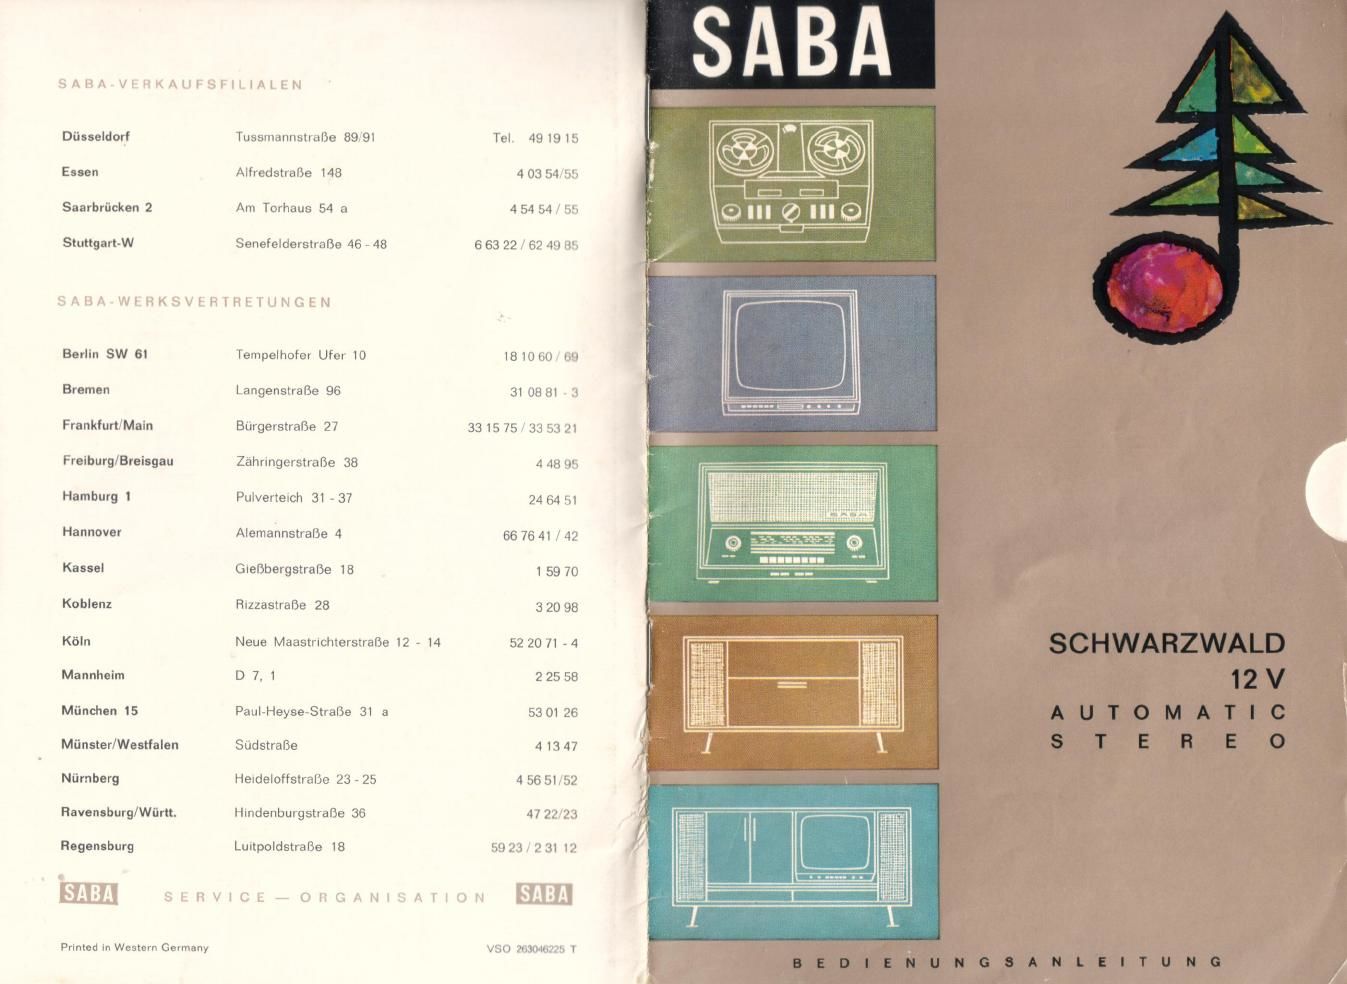 SABA-VERKAUFSFILIALEN
Düsseldorf Tussmannstraße 89/91 Tel. 49 19 15
Essen Alfredstraße 148 4 03 54/55
Saarbrücken 2 Am Torhaus 54 a 4 54 54 / 55
Stuttgart-W Senefelderstraße 46 - 48 6 63 22 / 62 49 85
SABA-WERKSVERTRETUNGEN
Berlin SW 61 Tempelhofer Ufer 10 18 10 60 / 69
Bremen Langenstraße 96 31 08 81 - 3
Frankfurt/Main Bürgerstraße 27 33 15 75 / 33 53 21
Freiburg/Breisgau Zähringerstraße 38 4 48 95
Hamburg 1 Pulverteich 31 - 37 24 64 51
Hannover Alemannstraße 4 66 76 41 / 42
Kassel Gießbergstraße 18 1 59 70
Koblenz Rizzastraße 28 3 20 98
Köln Neue Maastrichterstraße 12 - 14 52 20 71 - 4
Mannheim D 7, 1 2 25 58
München 15 Paul-Heyse-Straße 31 a 53 01 26
Münster/Westfalen Südstraße 4 13 47
Nürnberg Heideloffstraße 23 - 25 4 56 51/52
Ravensburg/Württ. Hindenburgstraße 36 47 22/23
Regensburg Luitpoldstraße 18 59 23 / 2 31 12
SABA SERVICE — ORGANISATION SABA
Printed in Western Germany VSO 263046225 T
SABA
SABA
SCHWARZWALD
12 V
AUTOMATIC
STEREO
BEDIENUNGSANLEITUNG